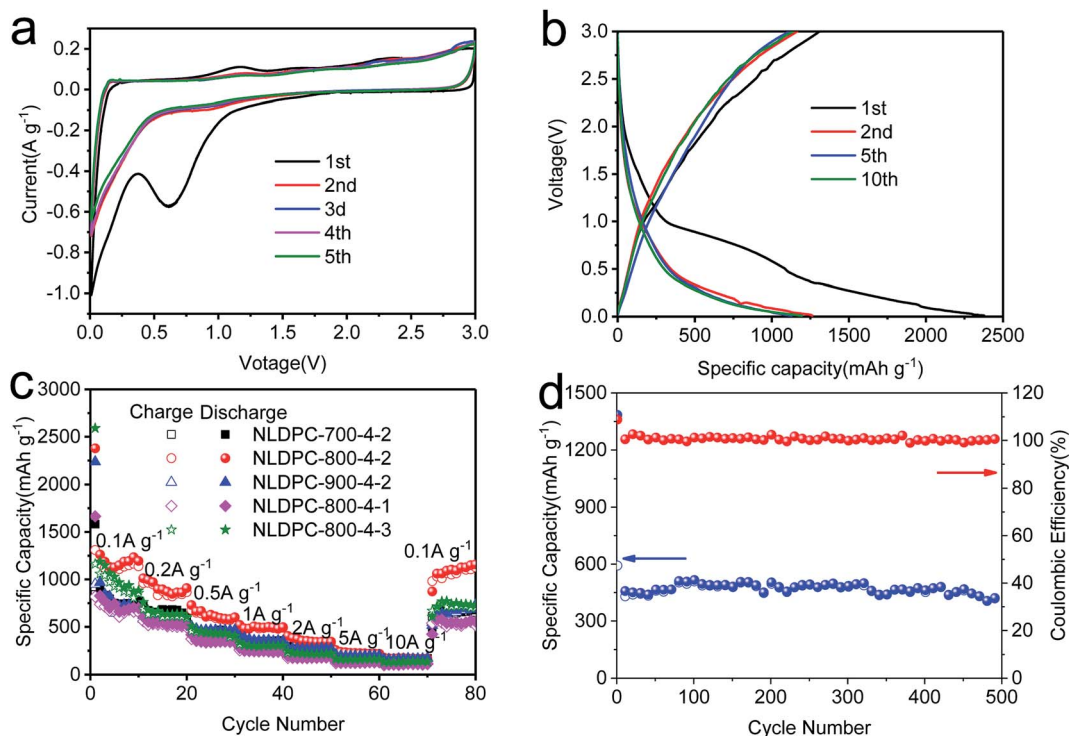 a
0.2
0.0
-0.2
-0.4
-0.6
-0.8
-1.0
Current(A g-1)
1st
2nd
3d
4th
5th
0.0 0.5 1.0 1.5 2.0 2.5 3.0
Votage(V)
b
3.0
2.5
2.0
1.5
1.0
0.5
0.0
Voltage(V)
1st
2nd
5th
10th
0 500 1000 1500 2000 2500
Specific capacity(mAh g-1)
c
3000
2500
2000
1500
1000
500
0
Specific Capacity(mAh g-1)
Charge Discharge
NLDPC-700-4-2
NLDPC-800-4-2
NLDPC-900-4-2
NLDPC-800-4-1
NLDPC-800-4-3
0.1A g-1
0.2A g-1
0.5A g-1
1A g-1
2A g-1
5A g-1
10A g-1
0.1A g-1
0 20 40 60 80
Cycle Number
d
1500
1200
900
600
300
0
Specific Capacity(mAh g-1)
120
100
80
60
40
20
0
Coulombic Efficiency(%)
0 100 200 300 400 500
Cycle Number